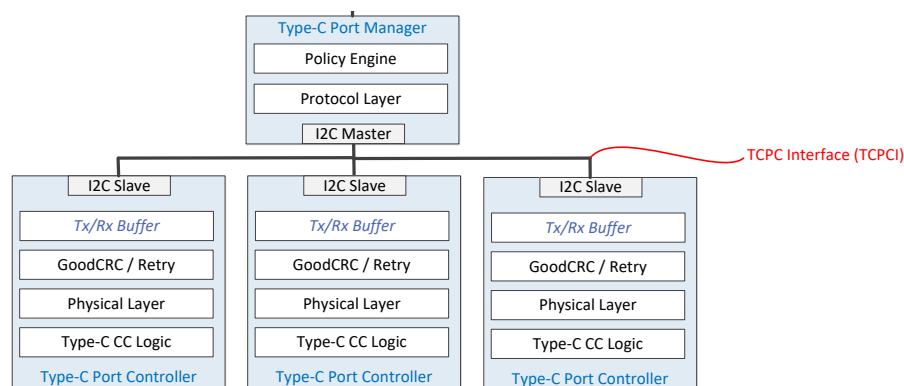 Type-C Port Manager
Policy Engine
Protocol Layer
I2C Master
TCPC Interface (TCPCI)
I2C Slave
Tx/Rx Buffer
GoodCRC / Retry
Physical Layer
Type-C CC Logic
Type-C Port Controller
I2C Slave
Tx/Rx Buffer
GoodCRC / Retry
Physical Layer
Type-C CC Logic
Type-C Port Controller
I2C Slave
Tx/Rx Buffer
GoodCRC / Retry
Physical Layer
Type-C CC Logic
Type-C Port Controller